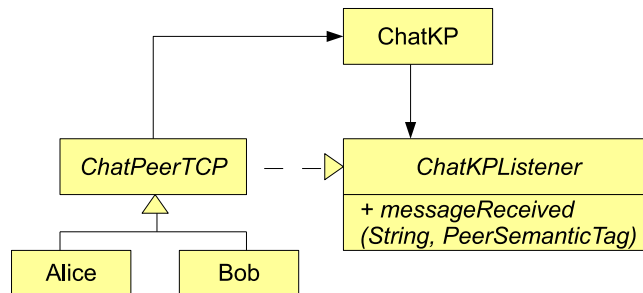 ChatKP
ChatPeerTCP
ChatKPListener
+ messageReceived
(String, PeerSemanticTag)
Alice
Bob